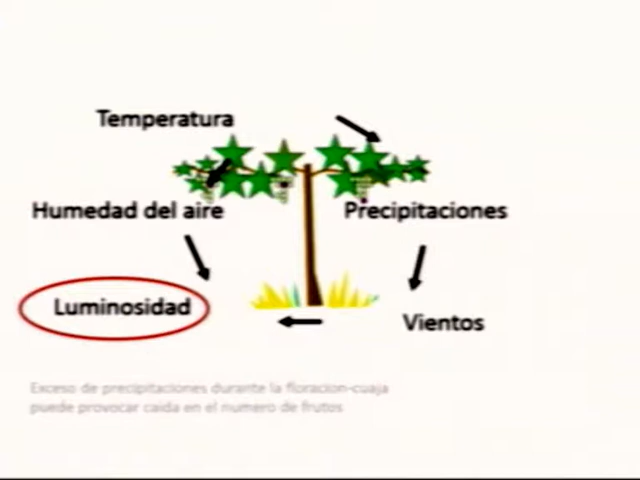 Temperatura
Humedad del aire
Precipitaciones
Luminosidad
Vientos
Exceso de precipitaciones durante la floracion-cuaja
puede provocar caida en el numero de frutos